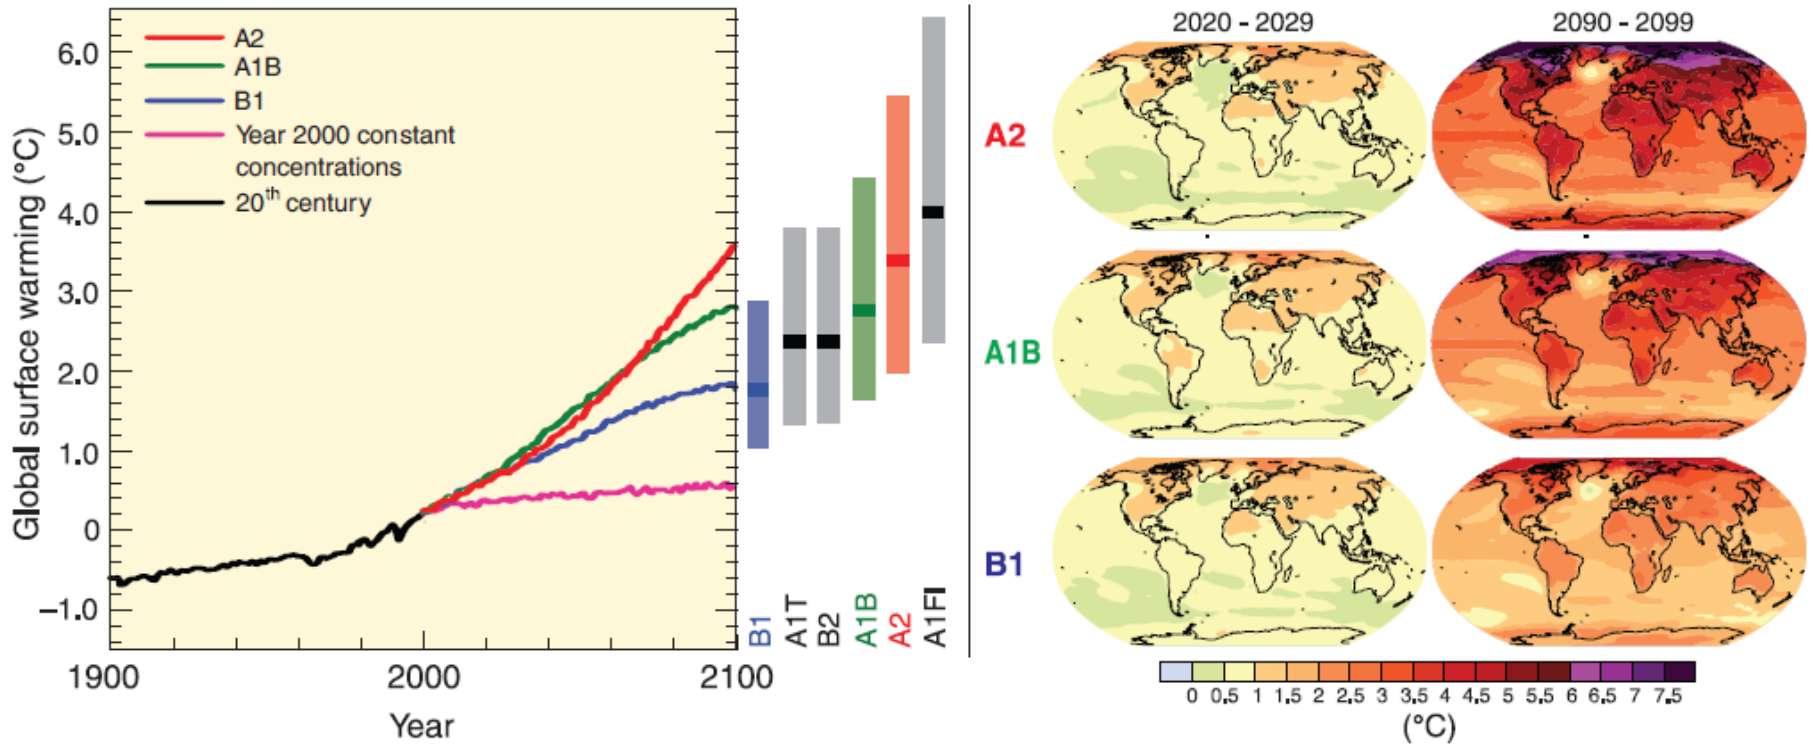 6.0
5.0
4.0
3.0
2.0
1.0
0
−1.0
Global surface warming (°C)
A2
A1B
B1
Year 2000 constant
concentrations
20th century
1900
2000
2100
Year
B1
A1T
B2
A1B
A2
A1FI
2020 - 2029
2090 - 2099
A2
A1B
B1
0 0.5 1 1.5 2 2.5 3 3.5 4 4.5 5 5.5 6 6.5 7 7.5
(°C)